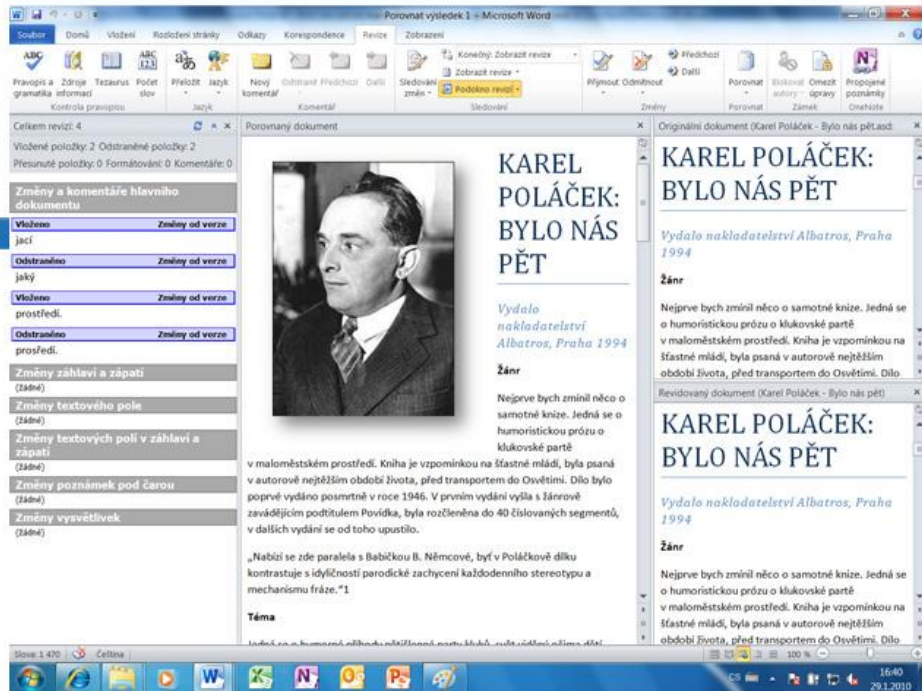 Porovnat výsledek 1 - Microsoft Word
Soubor Domů Vložení Rozložení stránky Odkazy Korespondence Revize Zobrazení
Pravopis a gramatika Zdroje informací Tezaurus Počet slov
Přeložit Jazyk
Nový komentář Odstranit Předchozí Další
Sledování změn
Konečný: Zobrazit revize
Zobrazit revize
Podokno revizí
Přijmout Odmítnout
Předchozí
Další
Porovnat
Blokovat autory Omezit úpravy
Propojené poznámky
Kontrola pravopisu Jazyk Komentář Sledování Změny Porovnat Zámek OneNote
Celkem revizí: 4
Vložené položky: 2 Odstraněné položky: 2
Přesunuté položky: 0 Formátování: 0 Komentáře: 0
Změny a komentáře hlavního
dokumentu
Vloženo Změny od verze
jací
Odstraněno Změny od verze
jaký
Vloženo Změny od verze
prostředí.
Odstraněno Změny od verze
prosředí.
Změny záhlaví a zápatí
(žádné)
Změny textového pole
(žádné)
Změny textových polí v záhlaví a
zápatí
(žádné)
Změny poznámek pod čarou
(žádné)
Změny vysvětlivek
(žádné)
Porovnaný dokument
KAREL
POLÁČEK:
BYLO NÁS
PĚT
Vydalo
nakladatelství
Albatros, Praha 1994
Žánr
Nejprve bych zmínil něco o
samotné knize. Jedná se o
humoristickou prózu o
klukovské partě
v maloměstském prostředí. Kniha je vzpomínkou na šťastné mládí, byla psaná
v autorově nejtěžším období života, před transportem do Osvětimi. Dílo bylo
poprvé vydáno posmrtně v roce 1946. V prvním vydání vyšla s žánrově
zavádějícím podtitulem Povídka, byla rozčleněna do 40 číslovaných segmentů,
v dalších vydání se od toho upustilo.
„Nabízí se zde paralela s Babičkou B. Němcové, byť v Poláčkově dílku
kontrastuje s idyličností parodické zachycení každodenního stereotypu a
mechanismu fráze.“1
Téma
Jedná se o humorné příhody pětičlenné party kluků, svět viděný očima dětí
Originální dokument (Karel Poláček - Bylo nás pět.asd
KAREL POLÁČEK:
BYLO NÁS PĚT
Vydalo nakladatelství Albatros, Praha
1994
Žánr
Nejprve bych zmínil něco o samotné knize. Jedná se
o humoristickou prózu o klukovské partě
v maloměstském prostředí. Kniha je vzpomínkou na
šťastné mládí, byla psaná v autorově nejtěžším
období života, před transportem do Osvětimi. Dílo
Revidovaný dokument (Karel Poláček - Bylo nás pět)
KAREL POLÁČEK:
BYLO NÁS PĚT
Vydalo nakladatelství Albatros, Praha
1994
Žánr
Nejprve bych zmínil něco o samotné knize. Jedná se
o humoristickou prózu o klukovské partě
v maloměstském prostředí. Kniha je vzpomínkou na
šťastné mládí, byla psaná v autorově nejtěžším
období života, před transportem do Osvětimi. Dílo
Slova: 1 470 Čeština 100 %
CS 16:40
29.1.2010